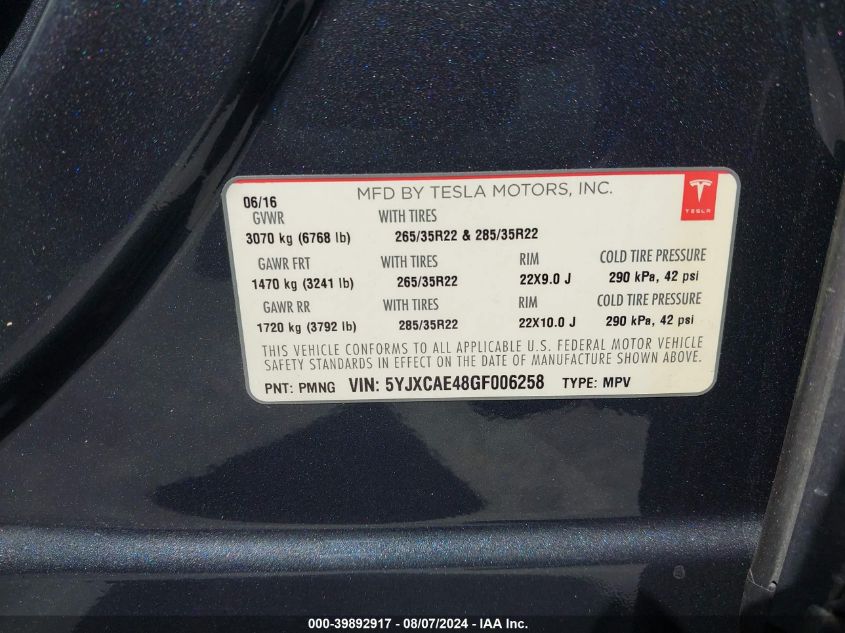 MFD BY TESLA MOTORS, INC.
TESLA
06/16
GVWR WITH TIRES
3070 kg (6768 lb) 265/35R22 & 285/35R22
GAWR FRT WITH TIRES RIM COLD TIRE PRESSURE
1470 kg (3241 lb) 265/35R22 22X9.0 J 290 kPa, 42 psi
GAWR RR WITH TIRES RIM COLD TIRE PRESSURE
1720 kg (3792 lb) 285/35R22 22X10.0 J 290 kPa, 42 psi
THIS VEHICLE CONFORMS TO ALL APPLICABLE U.S. FEDERAL MOTOR VEHICLE
SAFETY STANDARDS IN EFFECT ON THE DATE OF MANUFACTURE SHOWN ABOVE.
PNT: PMNG VIN: 5YJXCAE48GF006258 TYPE: MPV
000-39892917 - 08/07/2024 - IAA Inc.